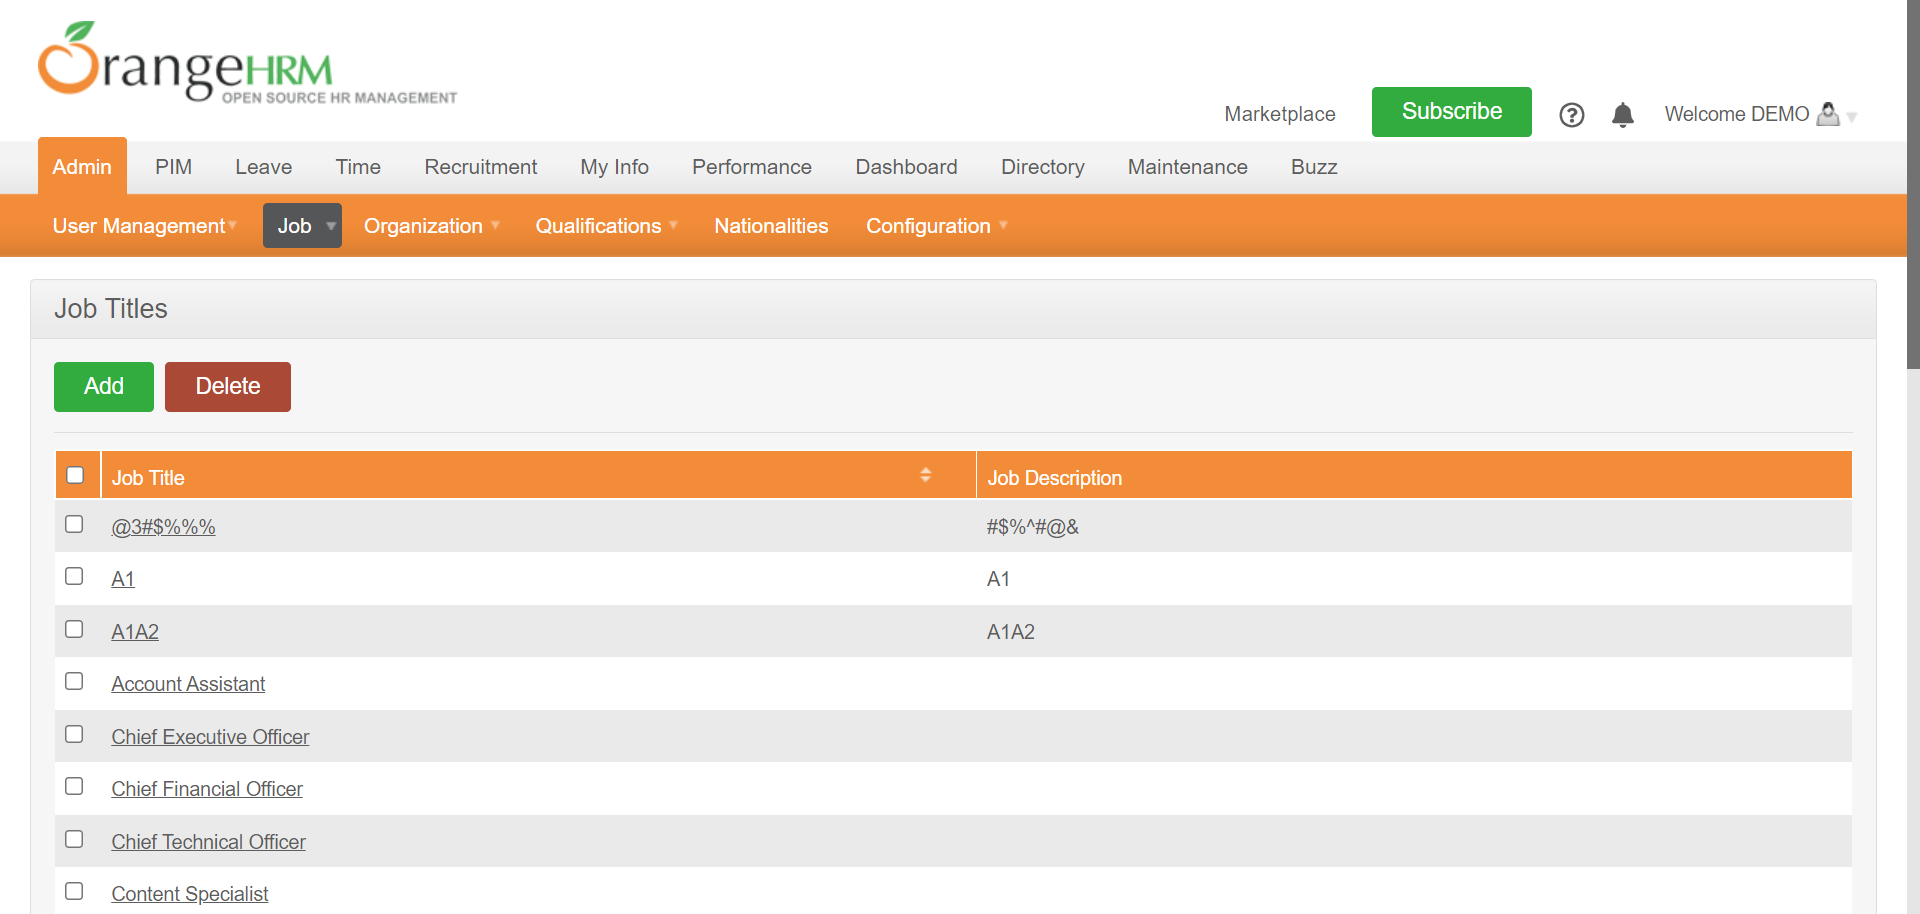 OrangeHRM
OPEN SOURCE HR MANAGEMENT
Marketplace Subscribe ? Welcome DEMO
Admin PIM Leave Time Recruitment My Info Performance Dashboard Directory Maintenance Buzz
User Management Job Organization Qualifications Nationalities Configuration
Job Titles
Add Delete
Job Title Job Description
@3#$%%% #$%^#@&
A1 A1
A1A2 A1A2
Account Assistant
Chief Executive Officer
Chief Financial Officer
Chief Technical Officer
Content Specialist